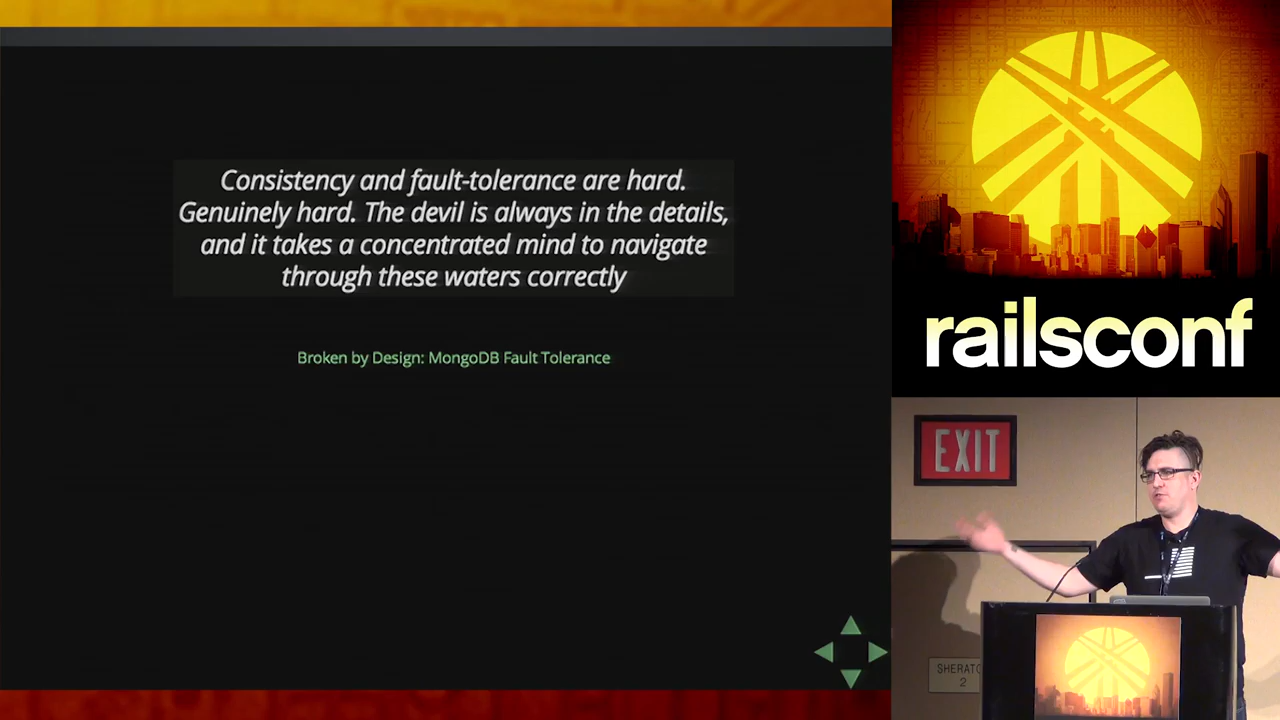 Consistency and fault-tolerance are hard.
Genuinely hard. The devil is always in the details,
and it takes a concentrated mind to navigate
through these waters correctly
Broken by Design: MongoDB Fault Tolerance
railsconf
EXIT
2